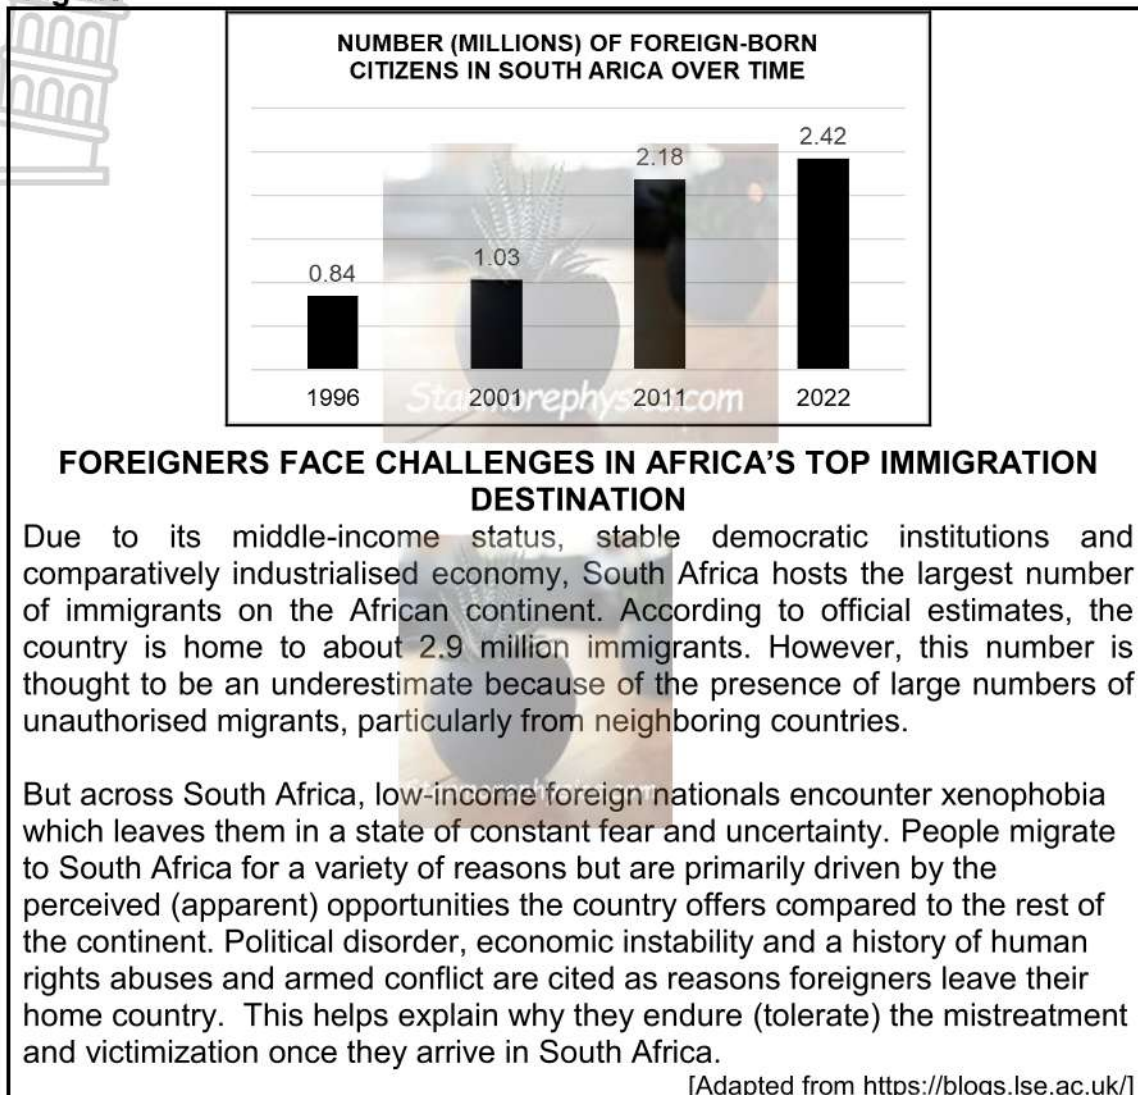 NUMBER (MILLIONS) OF FOREIGN-BORN
CITIZENS IN SOUTH ARICA OVER TIME
2.42
2.18
1.03
0.84
1996 2001 2011 2022
Stanmorephysics.com
FOREIGNERS FACE CHALLENGES IN AFRICA'S TOP IMMIGRATION
DESTINATION
Due to its middle-income status, stable democratic institutions and
comparatively industrialised economy, South Africa hosts the largest number
of immigrants on the African continent. According to official estimates, the
country is home to about 2.9 million immigrants. However, this number is
thought to be an underestimate because of the presence of large numbers of
unauthorised migrants, particularly from neighboring countries.
But across South Africa, low-income foreign nationals encounter xenophobia
which leaves them in a state of constant fear and uncertainty. People migrate
to South Africa for a variety of reasons but are primarily driven by the
perceived (apparent) opportunities the country offers compared to the rest of
the continent. Political disorder, economic instability and a history of human
rights abuses and armed conflict are cited as reasons foreigners leave their
home country. This helps explain why they endure (tolerate) the mistreatment
and victimization once they arrive in South Africa.
[Adapted from https://blogs.lse.ac.uk/]